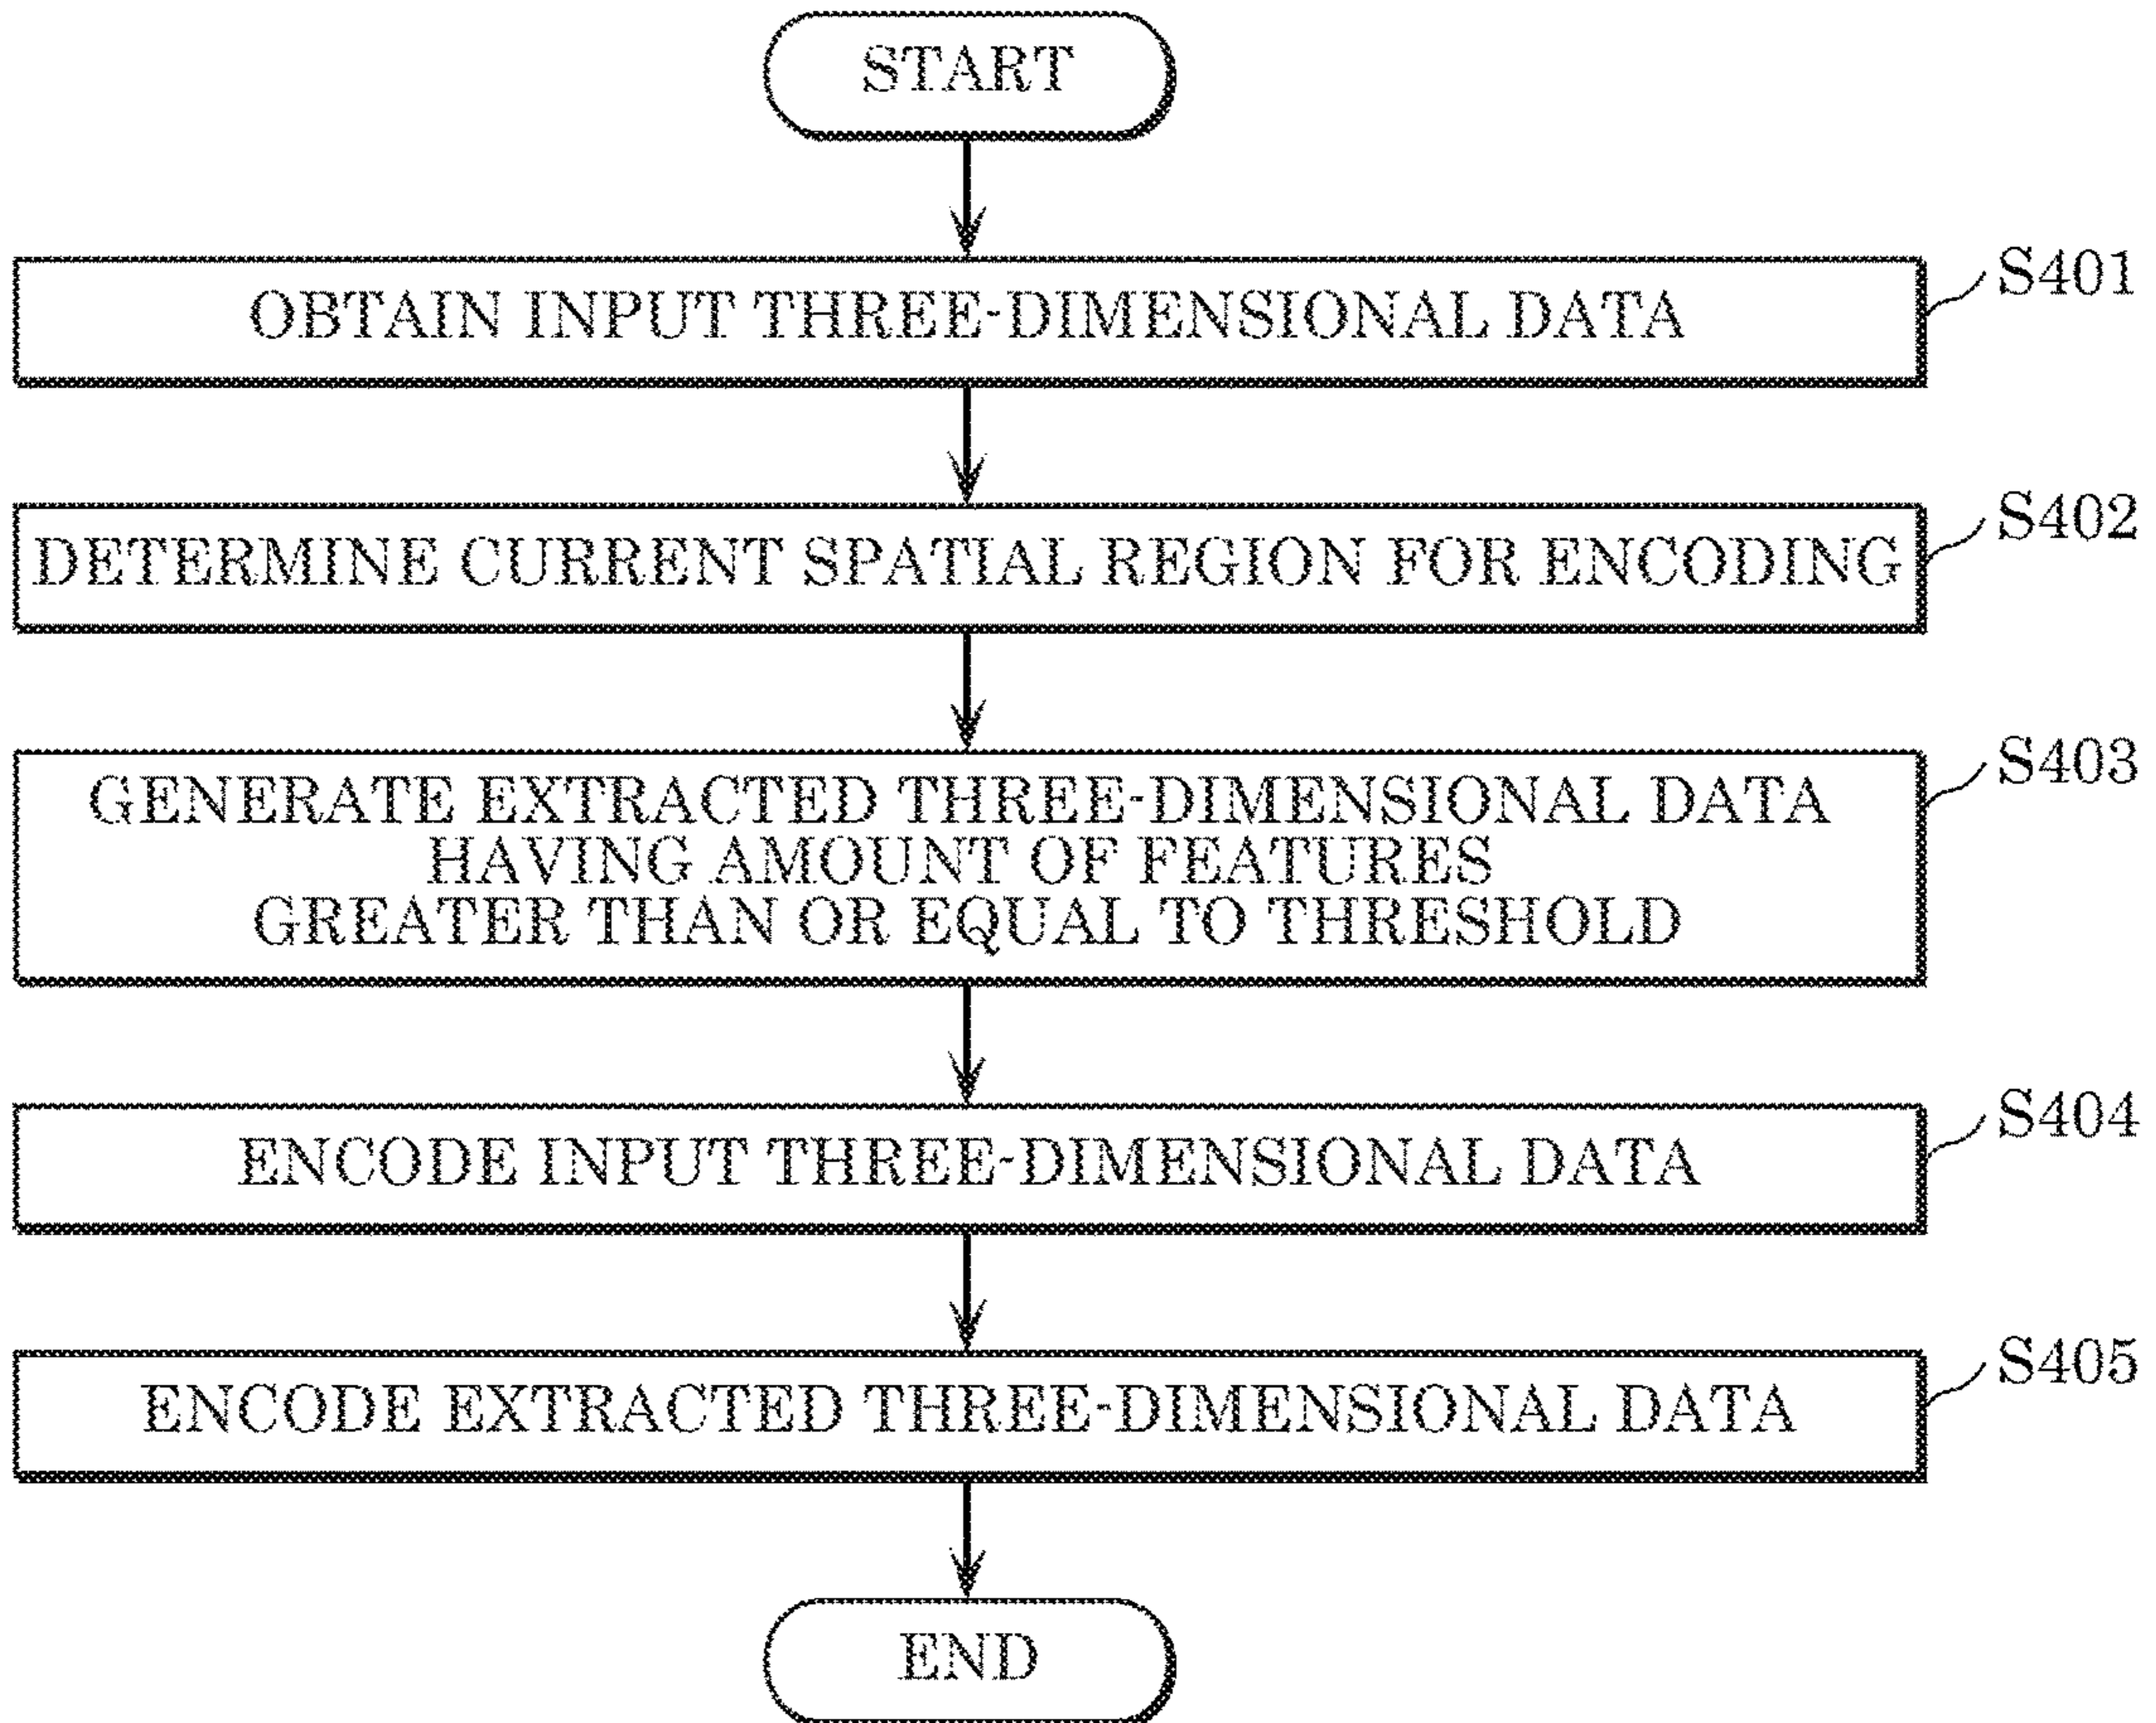 START
OBTAIN INPUT THREE-DIMENSIONAL DATA
S401
DETERMINE CURRENT SPATIAL REGION FOR ENCODING
S402
GENERATE EXTRACTED THREE-DIMENSIONAL DATA
HAVING AMOUNT OF FEATURES
GREATER THAN OR EQUAL TO THRESHOLD
S403
ENCODE INPUT THREE-DIMENSIONAL DATA
S404
ENCODE EXTRACTED THREE-DIMENSIONAL DATA
S405
END